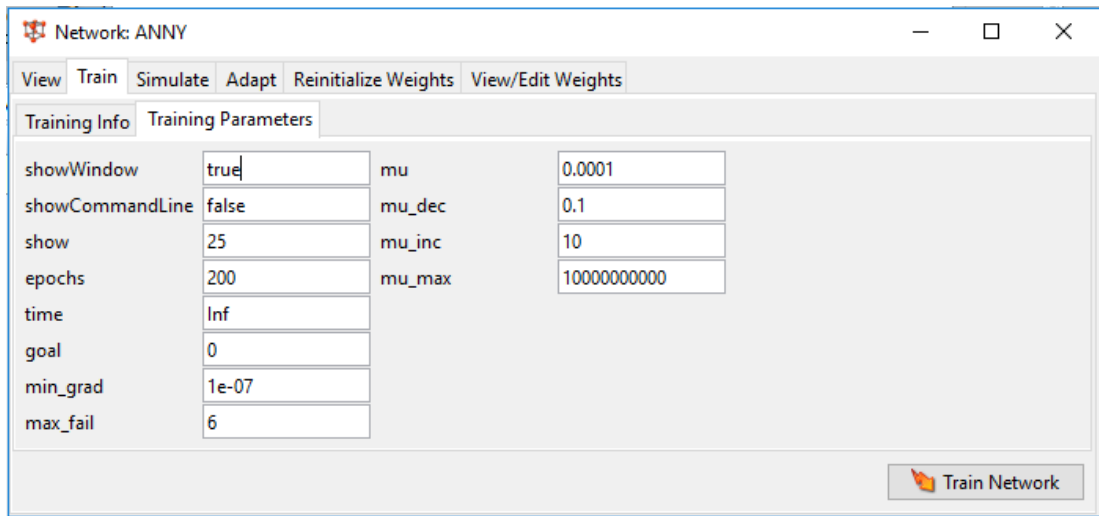 Network: ANNY
View Train Simulate Adapt Reinitialize Weights View/Edit Weights
Training Info Training Parameters
showWindow true mu 0.0001
showCommandLine false mu_dec 0.1
show 25 mu_inc 10
epochs 200 mu_max 10000000000
time Inf
goal 0
min_grad 1e-07
max_fail 6
Train Network